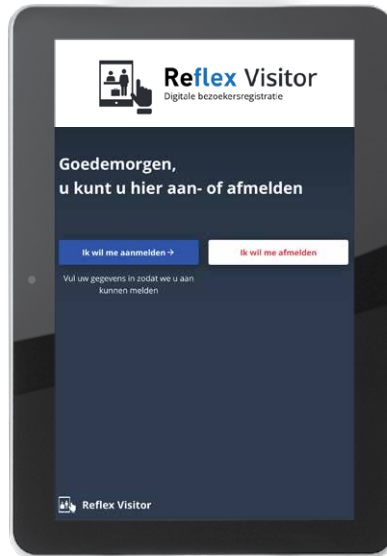 Reflex Visitor
Digitale bezoekersregistratie
Goedemorgen,
u kunt u hier aan- of afmelden
Ik wil me aanmelden →
Ik wil me afmelden
Vul uw gegevens in zodat we u aan
kunnen melden
Reflex Visitor